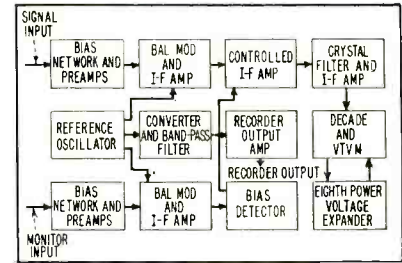 SIGNAL
INPUT
BIAS
NETWORK AND
PREAMPS
BAL MOD
AND
I-F AMP
CONTROLLED
I-F AMP
CRYSTAL
FILTER AND
I-F AMP
REFERENCE
OSCILLATOR
CONVERTER
AND BAND-PASS
FILTER
RECORDER
OUTPUT
AMP
DECADE
AND
VTVM
RECORDER OUTPUT
BIAS
NETWORK AND
PREAMPS
BAL MOD
AND
I-F AMP
BIAS
DETECTOR
EIGHTH POWER
VOLTAGE
EXPANDER
MONITOR
INPUT